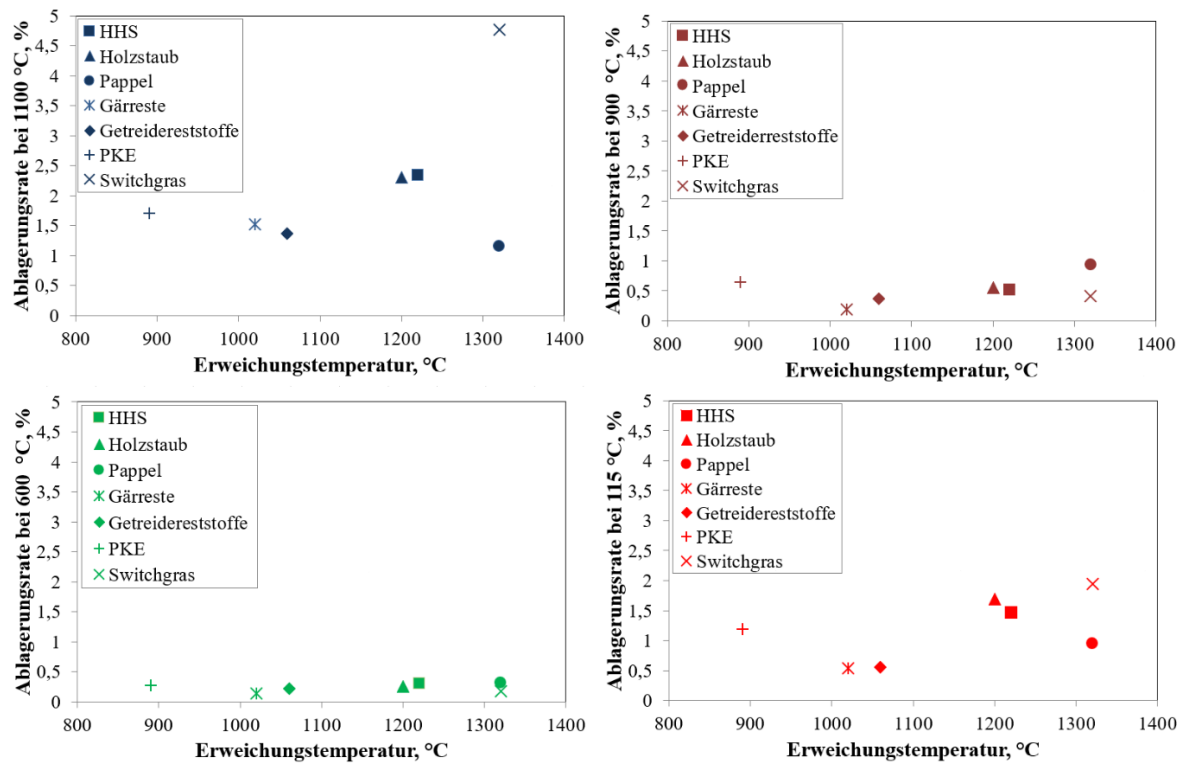 Ablagerungsrate bei 1100 °C, %
5
4,5
4
3,5
3
2,5
2
1,5
1
0,5
0
HHS
Holzstaub
Pappel
Gärreste
Getreidereststoffe
PKE
Switchgras
800 900 1000 1100 1200 1300 1400
Erweichungstemperatur, °C
Ablagerungsrate bei 900 °C, %
5
4,5
4
3,5
3
2,5
2
1,5
1
0,5
0
HHS
Holzstaub
Pappel
Gärreste
Getreiderreststoffe
PKE
Switchgras
800 900 1000 1100 1200 1300 1400
Erweichungstemperatur, °C
Ablagerungsrate bei 600 °C, %
5
4,5
4
3,5
3
2,5
2
1,5
1
0,5
0
HHS
Holzstaub
Pappel
Gärreste
Getreidereststoffe
PKE
Switchgras
800 900 1000 1100 1200 1300 1400
Erweichungstemperatur, °C
Ablagerungsrate bei 115 °C, %
5
4,5
4
3,5
3
2,5
2
1,5
1
0,5
0
HHS
Holzstaub
Pappel
Gärreste
Getreidereststoffe
PKE
Switchgras
800 900 1000 1100 1200 1300 1400
Erweichungstemperatur, °C